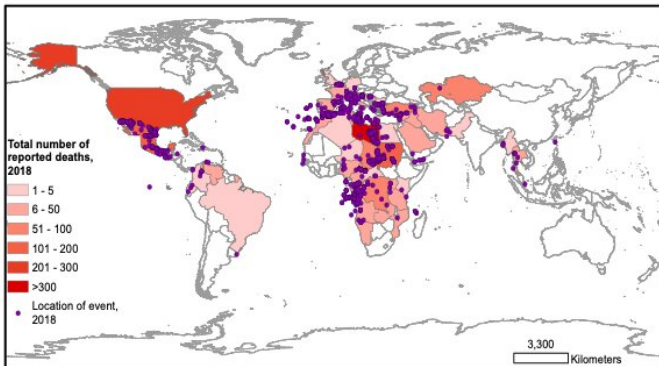 Total number of
reported deaths,
2018
1 - 5
6 - 50
51 - 100
101 - 200
201 - 300
>300
Location of event,
2018
3,300
Kilometers